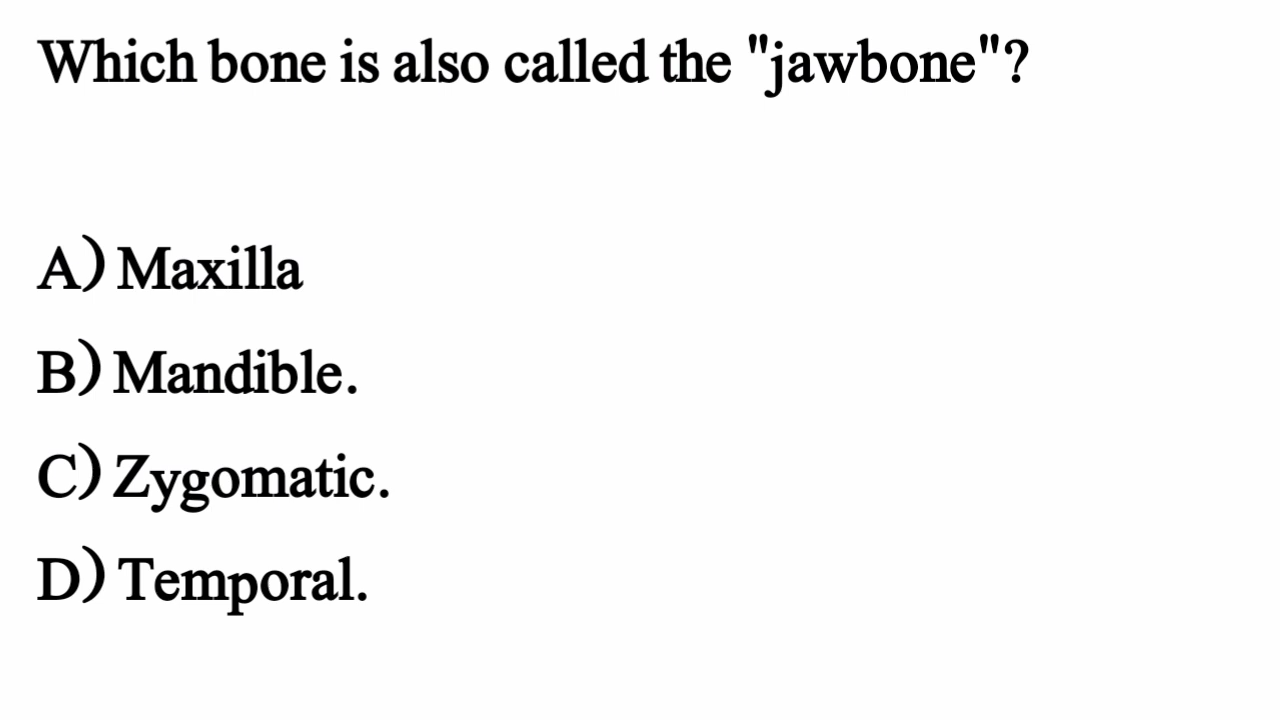 Which bone is also called the "jawbone"?
A) Maxilla
B) Mandible.
C) Zygomatic.
D) Temporal.